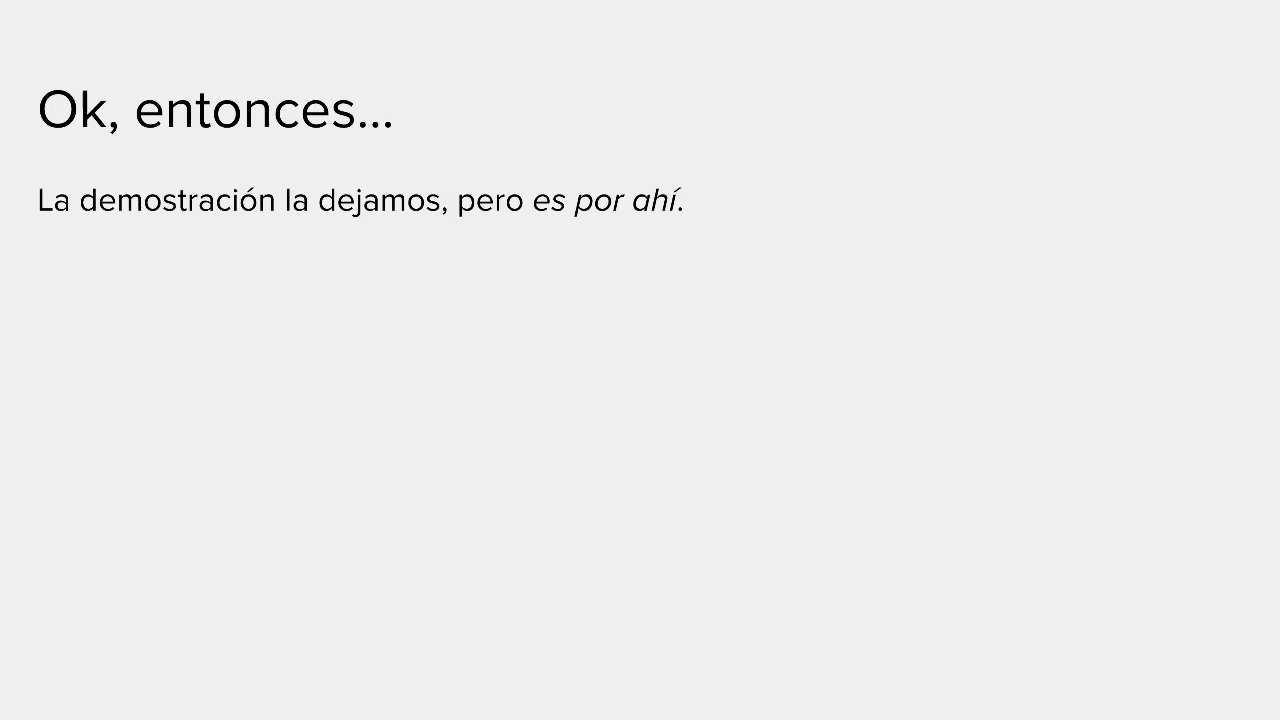 Ok, entonces...
La demostración la dejamos, pero es por ahí.